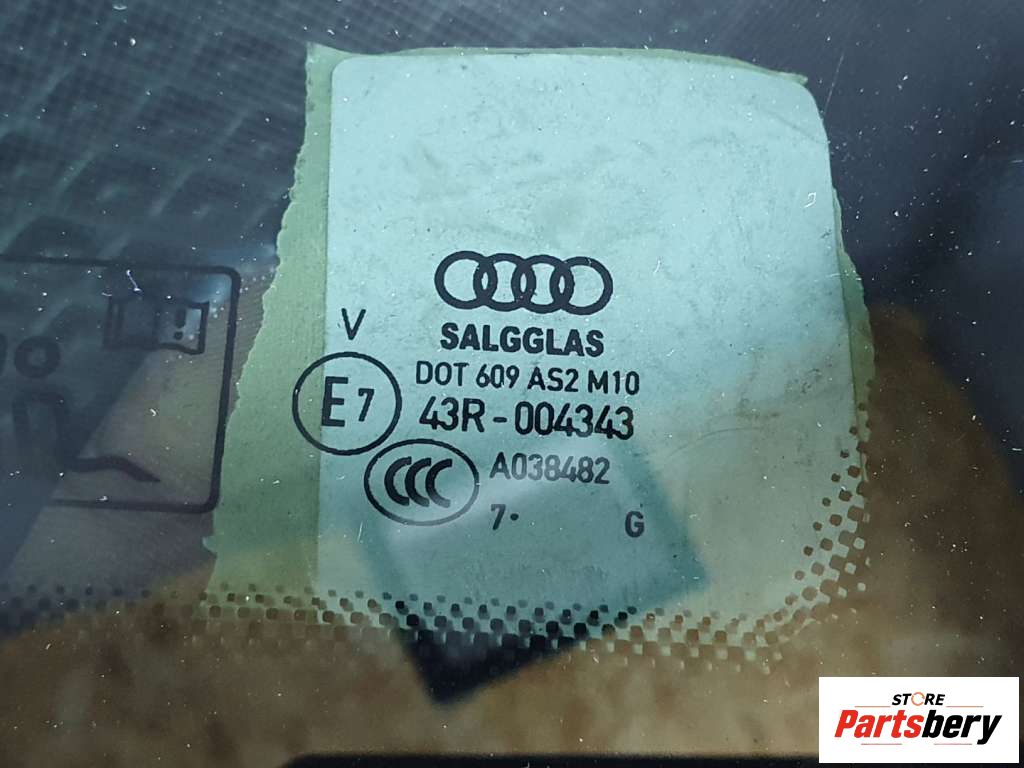 V
SALGGLAS
DOT 609 AS2 M10
E7
43R-004343
CCC
A038482
7.
G
!
STORE
Partsbery